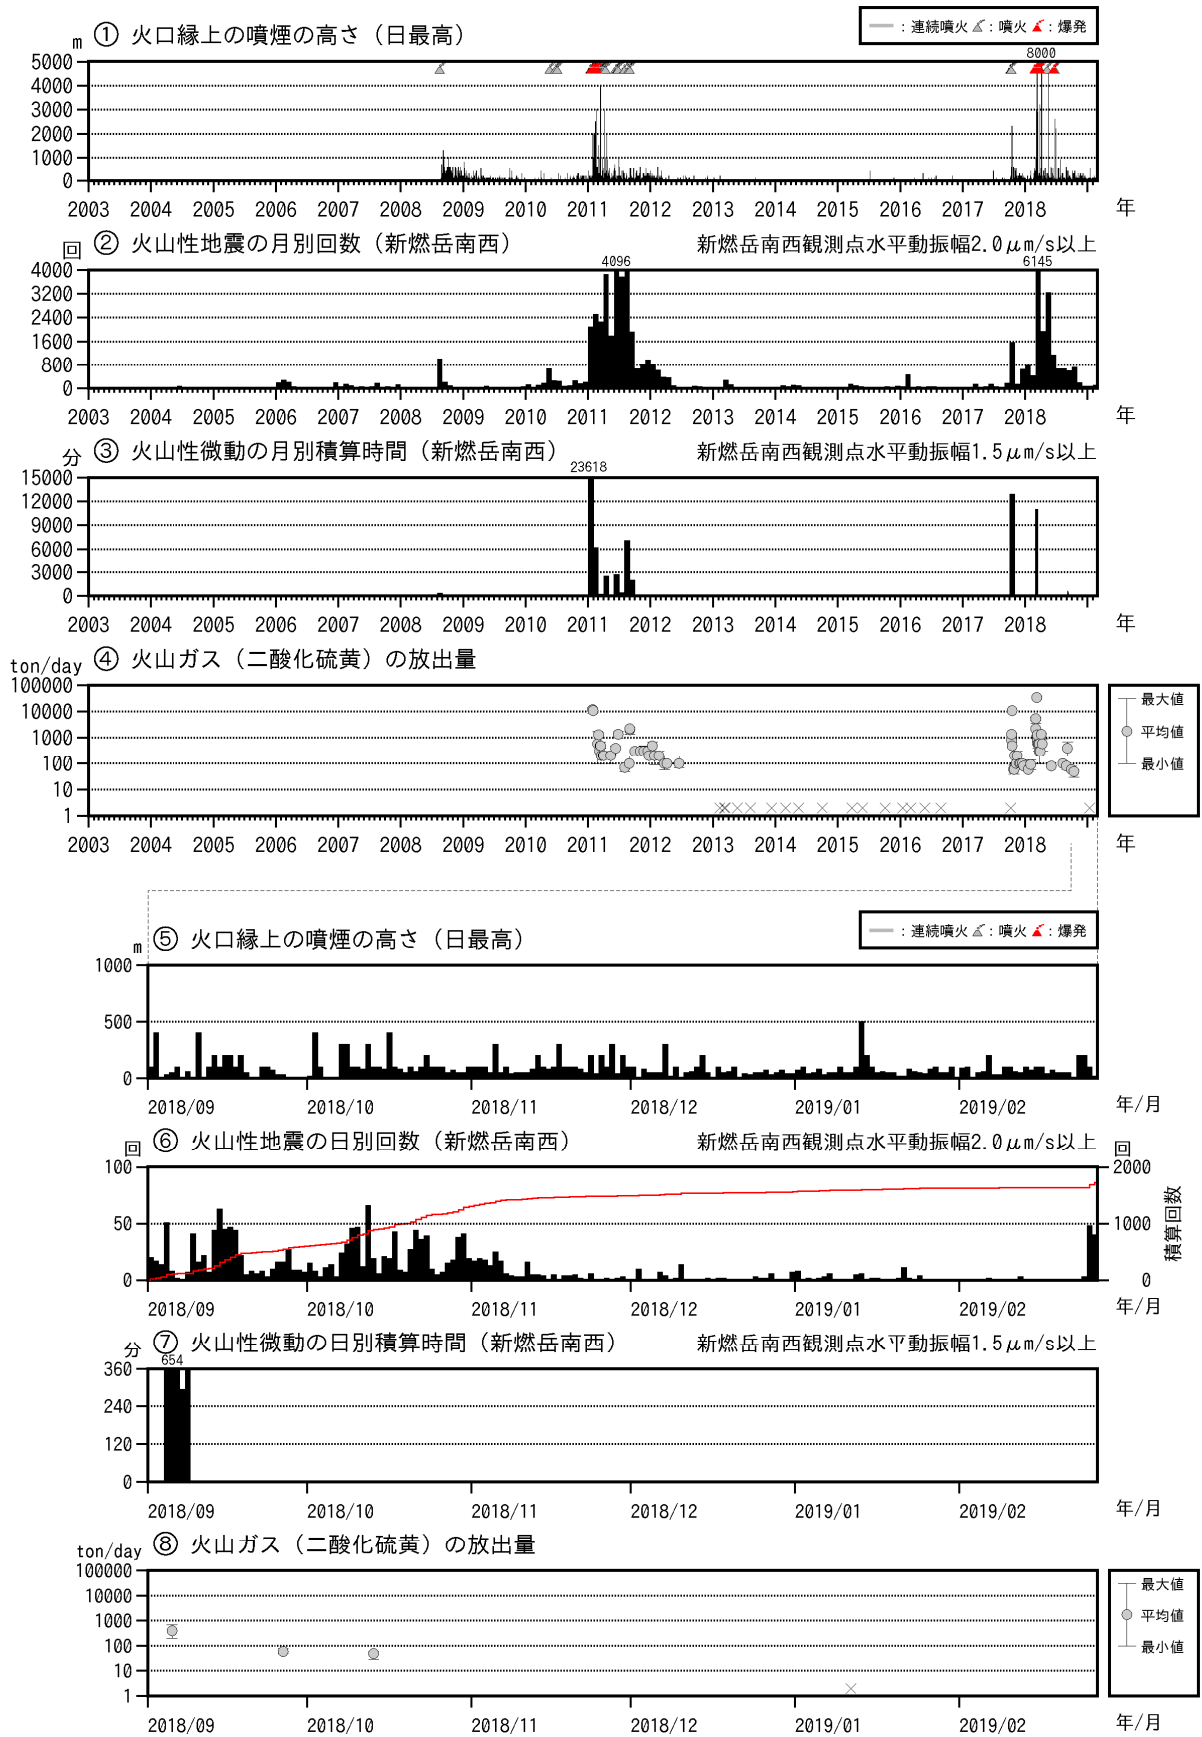 ① 火口縁上の噴煙の高さ（日最高）
：連続噴火 ：噴火 ：爆発
m
8000
5000
4000
3000
2000
1000
0
2003 2004 2005 2006 2007 2008 2009 2010 2011 2012 2013 2014 2015 2016 2017 2018 年
回 ② 火山性地震の月別回数（新燃岳南西） 新燃岳南西観測点水平動振幅2.0μm/s以上
4096 6145
4000
3200
2400
1600
800
0
2003 2004 2005 2006 2007 2008 2009 2010 2011 2012 2013 2014 2015 2016 2017 2018 年
分 ③ 火山性微動の月別積算時間（新燃岳南西） 新燃岳南西観測点水平動振幅1.5μm/s以上
23618
15000
12000
9000
6000
3000
0
2003 2004 2005 2006 2007 2008 2009 2010 2011 2012 2013 2014 2015 2016 2017 2018 年
ton/day ④ 火山ガス（二酸化硫黄）の放出量
100000
10000
1000
100
10
1
最大値
平均値
最小値
2003 2004 2005 2006 2007 2008 2009 2010 2011 2012 2013 2014 2015 2016 2017 2018 年
m ⑤ 火口縁上の噴煙の高さ（日最高）
：連続噴火 ：噴火 ：爆発
1000
500
0
2018/09 2018/10 2018/11 2018/12 2019/01 2019/02 年/月
回 ⑥ 火山性地震の日別回数（新燃岳南西） 新燃岳南西観測点水平動振幅2.0μm/s以上 回
100
50
0
2000
1000
0
積算回数
2018/09 2018/10 2018/11 2018/12 2019/01 2019/02 年/月
分 ⑦ 火山性微動の日別積算時間（新燃岳南西） 新燃岳南西観測点水平動振幅1.5μm/s以上
654
360
240
120
0
2018/09 2018/10 2018/11 2018/12 2019/01 2019/02 年/月
ton/day ⑧ 火山ガス（二酸化硫黄）の放出量
100000
10000
1000
100
10
1
最大値
平均値
最小値
2018/09 2018/10 2018/11 2018/12 2019/01 2019/02 年/月